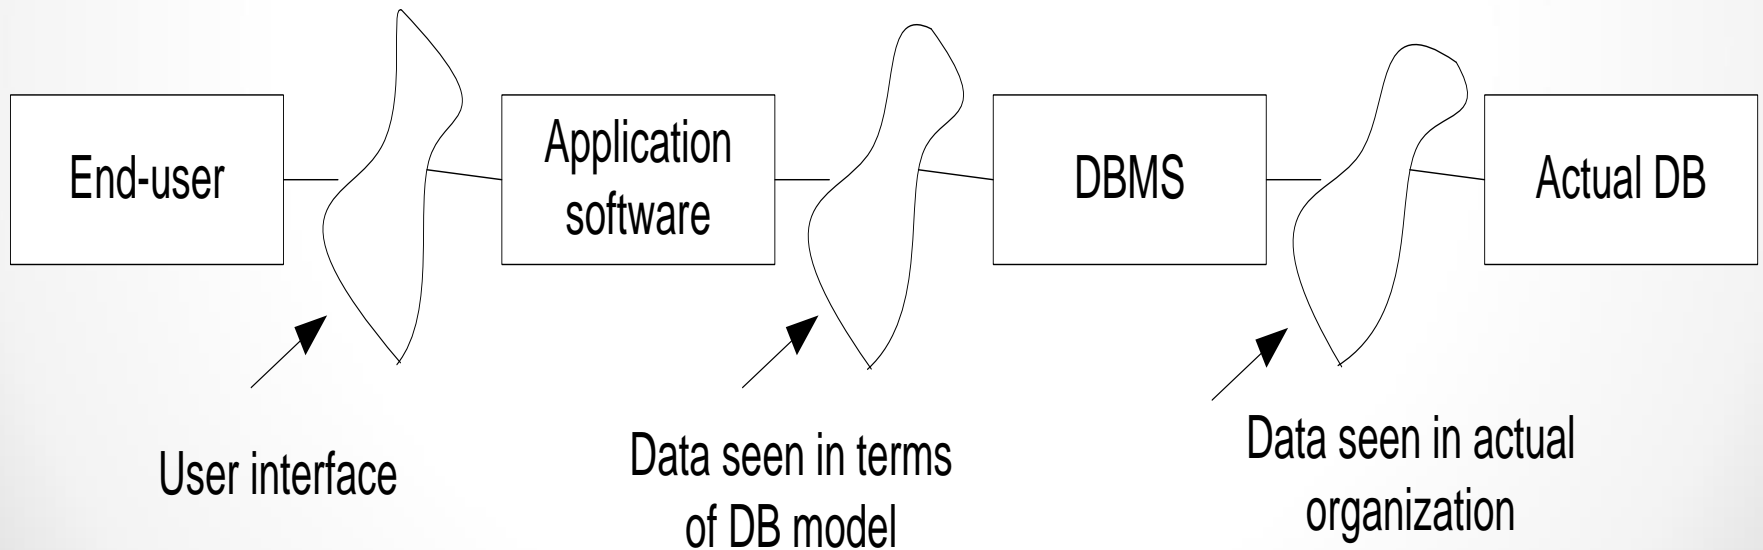 End-user
Application
software
DBMS
Actual DB
User interface
Data seen in terms
of DB model
Data seen in actual
organization